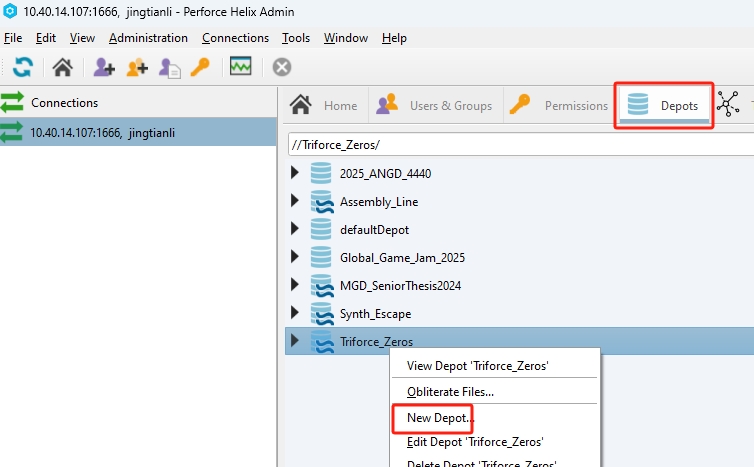 10.40.14.107:1666, jingtianli - Perforce Helix Admin
File Edit View Administration Connections Tools Window Help
Connections
10.40.14.107:1666, jingtianli
Home Users & Groups Permissions Depots
//Triforce_Zeros/
2025_ANGD_4440
Assembly_Line
defaultDepot
Global_Game_Jam_2025
MGD_SeniorThesis2024
Synth_Escape
Triforce_Zeros
View Depot 'Triforce_Zeros'
Obliterate Files...
New Depot...
Edit Depot 'Triforce_Zeros'
Delete Depot 'Triforce_Zeros'